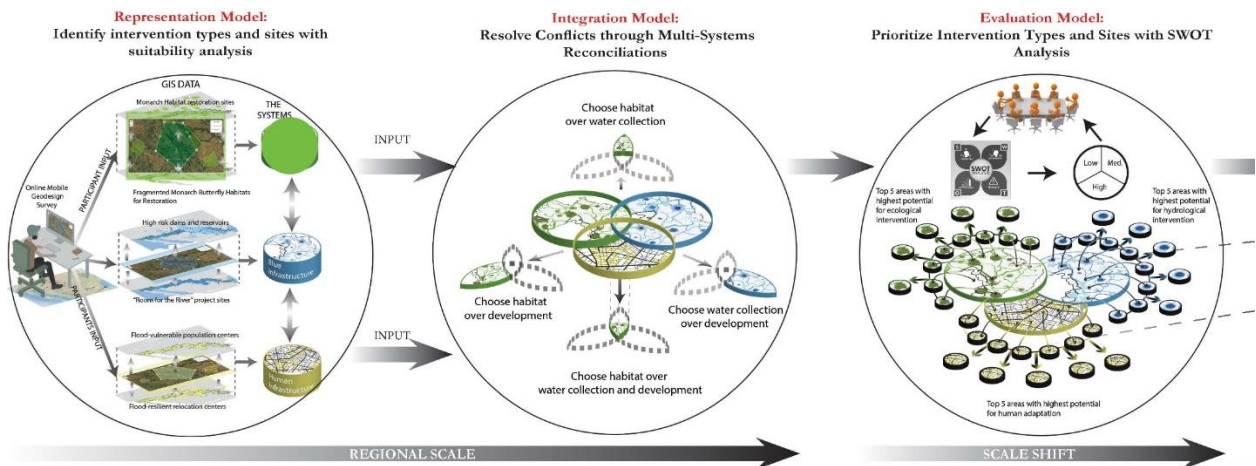 Representation Model:
Identify intervention types and sites with
suitability analysis
GIS DATA
Monarch Habitat restoration sites
THE
SYSTEMS
PARTICIPANT INPUT
Online Mobile
Geodesign
Survey
Fragmented Monarch Butterfly Habitats
for Restoration
High risk dams and reservoirs
Blue Infrastructure
"Room for the River" project sites
PARTICIPANTS INPUT
Flood-vulnerable population centers
Human Infrastructure
Flood-resilient relocation centers
INPUT
INPUT
Integration Model:
Resolve Conflicts through Multi-Systems
Reconciliations
Choose habitat
over water collection
Choose habitat
over development
Choose water collection
over development
Choose habitat over
water collection and development
Evaluation Model:
Prioritize Intervention Types and Sites with SWOT
Analysis
S
W
SWOT
O
T
Low
Med.
High
Top 5 areas with
highest potential
for ecological
intervention
Top 5 areas with
highest potential
for hydrological
intervention
Top 5 areas with highest potential
for human adaptation
REGIONAL SCALE
SCALE SHIFT